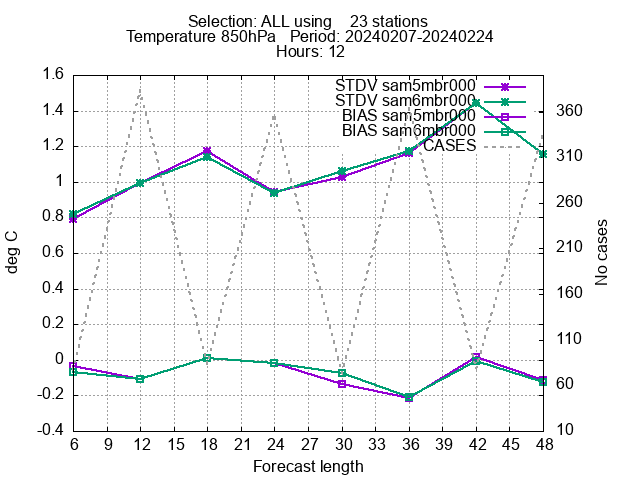 Selection: ALL using    23 stations
Temperature 850hPa   Period: 20240207-20240224
Hours: 12
STDV sam5mbr000
STDV sam6mbr000
BIAS sam5mbr000
BIAS sam6mbr000
CASES
deg C
1.6
1.4
1.2
1
0.8
0.6
0.4
0.2
0
-0.2
-0.4
No cases
360
310
260
210
160
110
60
10
6 9 12 15 18 21 24 27 30 33 36 39 42 45 48
Forecast length